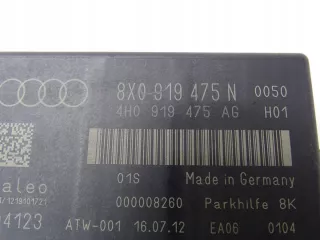 8X0 919 475 N 0050
4H0 919 475 AG H01
aleo
01S Made in Germany
000008260 Parkhilfe 8K
4123 ATW-001 16.07.12 EA06 0104